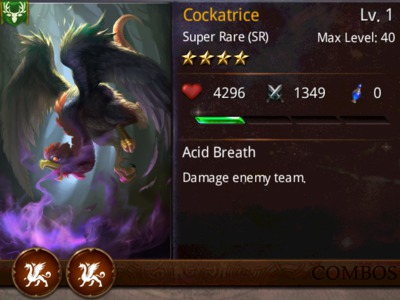 Cockatrice Lv. 1
Super Rare (SR) Max Level: 40
4296 1349 0
Acid Breath
Damage enemy team.
COMBOS